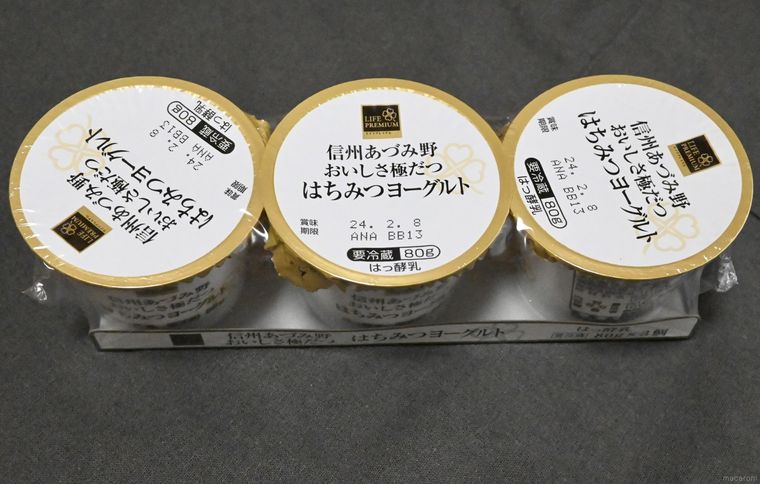 LIFE
PREMIUM
信州あづみ野
おいしさ極だつ
はちみつヨーグルト
賞味
期限
24.2.8
ANA BB13
要冷蔵 80g
はっ酵乳
LIFE
PREMIUM
信州あづみ野
おいしさ極だつ
はちみつヨーグルト
賞味
期限
24.2.8
ANA BB13
要冷蔵 80g
はっ酵乳
LIFE
PREMIUM
信州あづみ野
おいしさ極だつ
はちみつヨーグルト
賞味
期限
24.2.8
ANA BB13
要冷蔵 80g
はっ酵乳
信州あづみ野
おいしさ極だつ
はちみつヨーグルト
はっ酵乳
macaroni